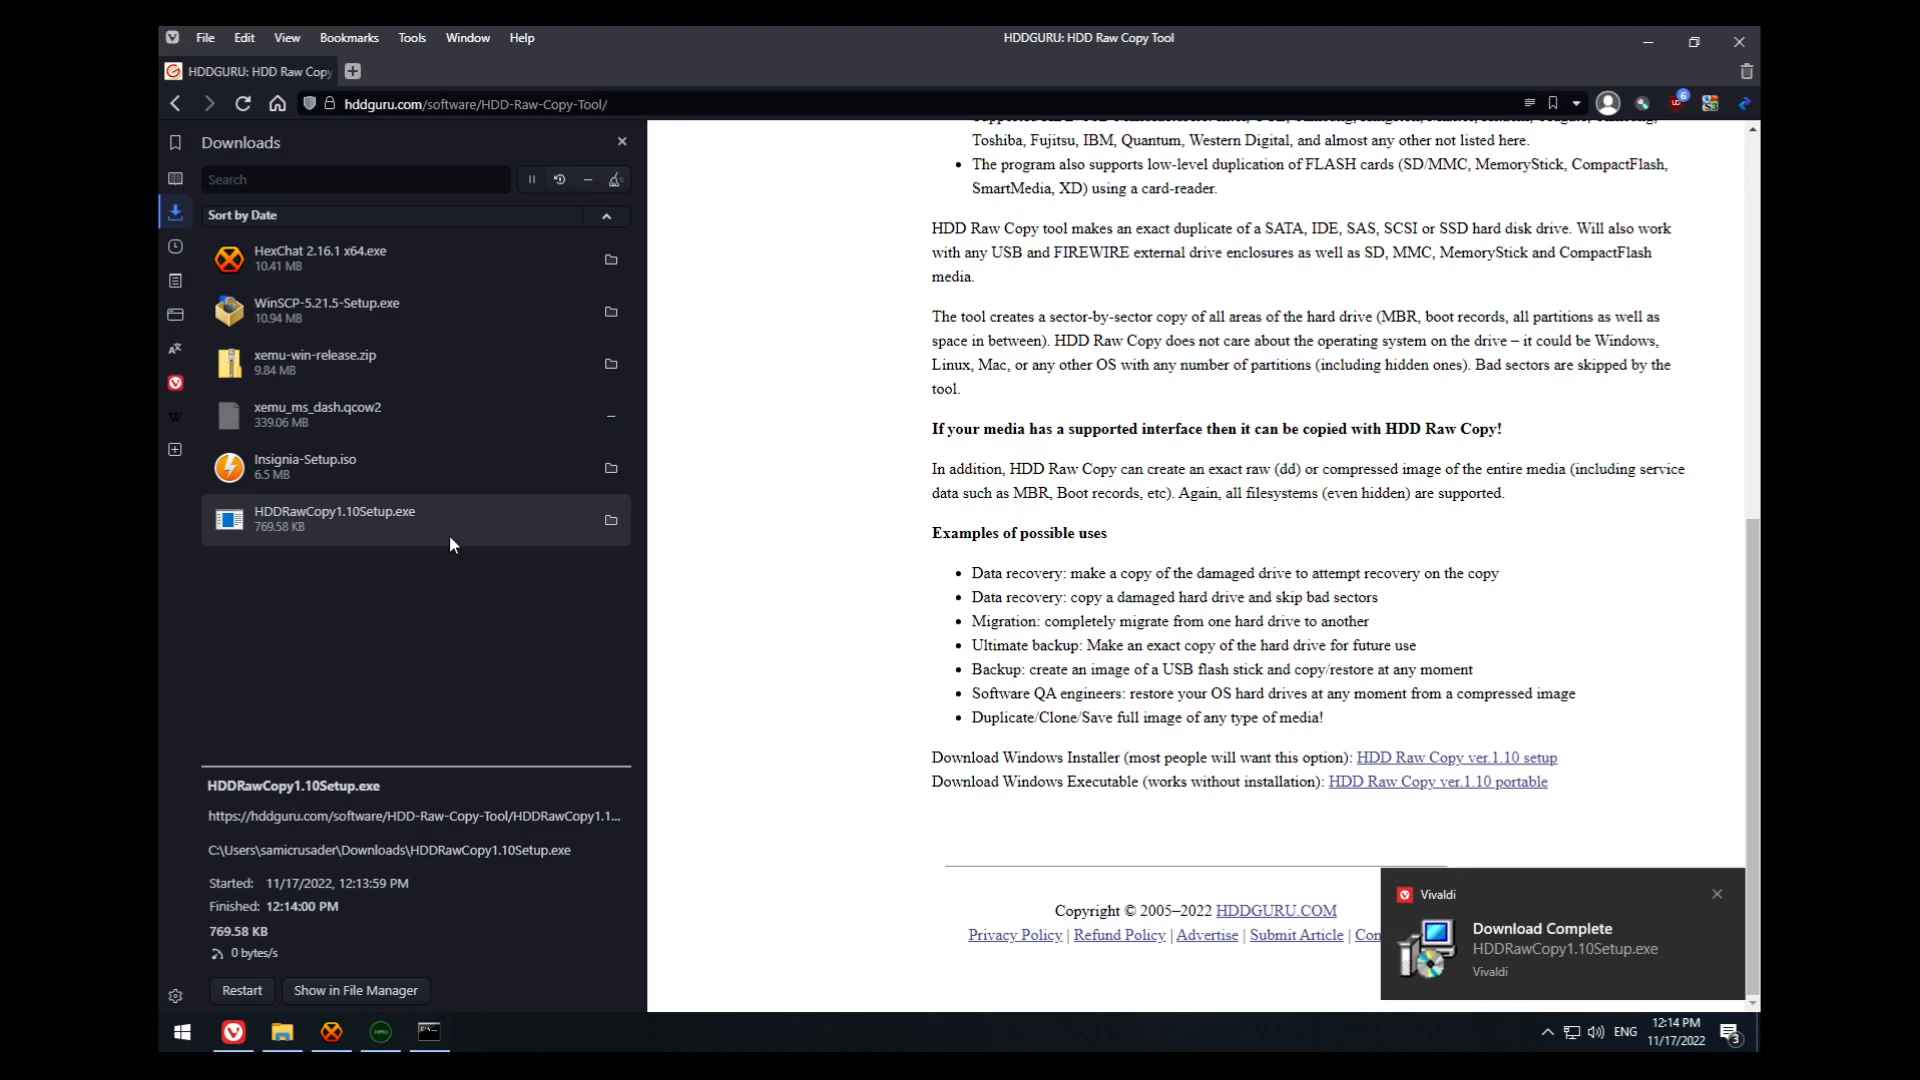 File Edit View Bookmarks Tools Window Help
HDDGURU: HDD Raw Copy Tool
HDDGURU: HDD Raw Copy
hddguru.com/software/HDD-Raw-Copy-Tool/
6
Downloads
Search
Sort by Date
HexChat 2.16.1 x64.exe
10.41 MB
WinSCP-5.21.5-Setup.exe
10.94 MB
xemu-win-release.zip
9.84 MB
xemu_ms_dash.qcow2
339.06 MB
Insignia-Setup.iso
6.5 MB
HDDRawCopy1.10Setup.exe
769.58 KB
HDDRawCopy1.10Setup.exe
https://hddguru.com/software/HDD-Raw-Copy-Tool/HDDRawCopy1.1...
C:\Users\samicrusader\Downloads\HDDRawCopy1.10Setup.exe
Started: 11/17/2022, 12:13:59 PM
Finished: 12:14:00 PM
769.58 KB
0 bytes/s
Restart
Show in File Manager
Toshiba, Fujitsu, IBM, Quantum, Western Digital, and almost any other not listed here.
• The program also supports low-level duplication of FLASH cards (SD/MMC, MemoryStick, CompactFlash,
SmartMedia, XD) using a card-reader.
HDD Raw Copy tool makes an exact duplicate of a SATA, IDE, SAS, SCSI or SSD hard disk drive. Will also work
with any USB and FIREWIRE external drive enclosures as well as SD, MMC, MemoryStick and CompactFlash
media.
The tool creates a sector-by-sector copy of all areas of the hard drive (MBR, boot records, all partitions as well as
space in between). HDD Raw Copy does not care about the operating system on the drive – it could be Windows,
Linux, Mac, or any other OS with any number of partitions (including hidden ones). Bad sectors are skipped by the
tool.
If your media has a supported interface then it can be copied with HDD Raw Copy!
In addition, HDD Raw Copy can create an exact raw (dd) or compressed image of the entire media (including service
data such as MBR, Boot records, etc). Again, all filesystems (even hidden) are supported.
Examples of possible uses
• Data recovery: make a copy of the damaged drive to attempt recovery on the copy
• Data recovery: copy a damaged hard drive and skip bad sectors
• Migration: completely migrate from one hard drive to another
• Ultimate backup: Make an exact copy of the hard drive for future use
• Backup: create an image of a USB flash stick and copy/restore at any moment
• Software QA engineers: restore your OS hard drives at any moment from a compressed image
• Duplicate/Clone/Save full image of any type of media!
Download Windows Installer (most people will want this option): HDD Raw Copy ver.1.10 setup
Download Windows Executable (works without installation): HDD Raw Copy ver.1.10 portable
Copyright © 2005–2022 HDDGURU.COM
Privacy Policy | Refund Policy | Advertise | Submit Article | Con
Vivaldi
Download Complete
HDDRawCopy1.10Setup.exe
Vivaldi
ENG
12:14 PM
11/17/2022
3